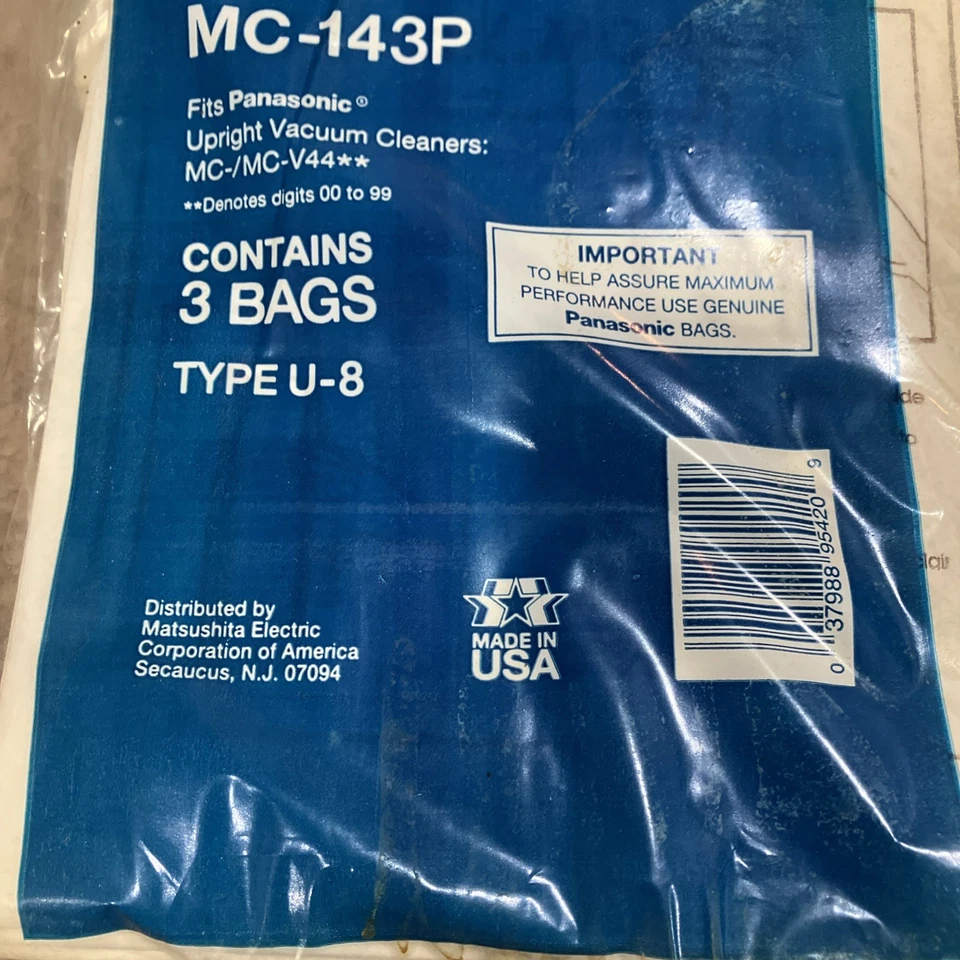 MC-143P
Fits Panasonic®
Upright Vacuum Cleaners:
MC-/MC-V44**
**Denotes digits 00 to 99
CONTAINS
3 BAGS
TYPE U-8
IMPORTANT
TO HELP ASSURE MAXIMUM
PERFORMANCE USE GENUINE
Panasonic BAGS.
0 37988 95420 9
Distributed by
Matsushita Electric
Corporation of America
Secaucus, N.J. 07094
MADE IN
USA